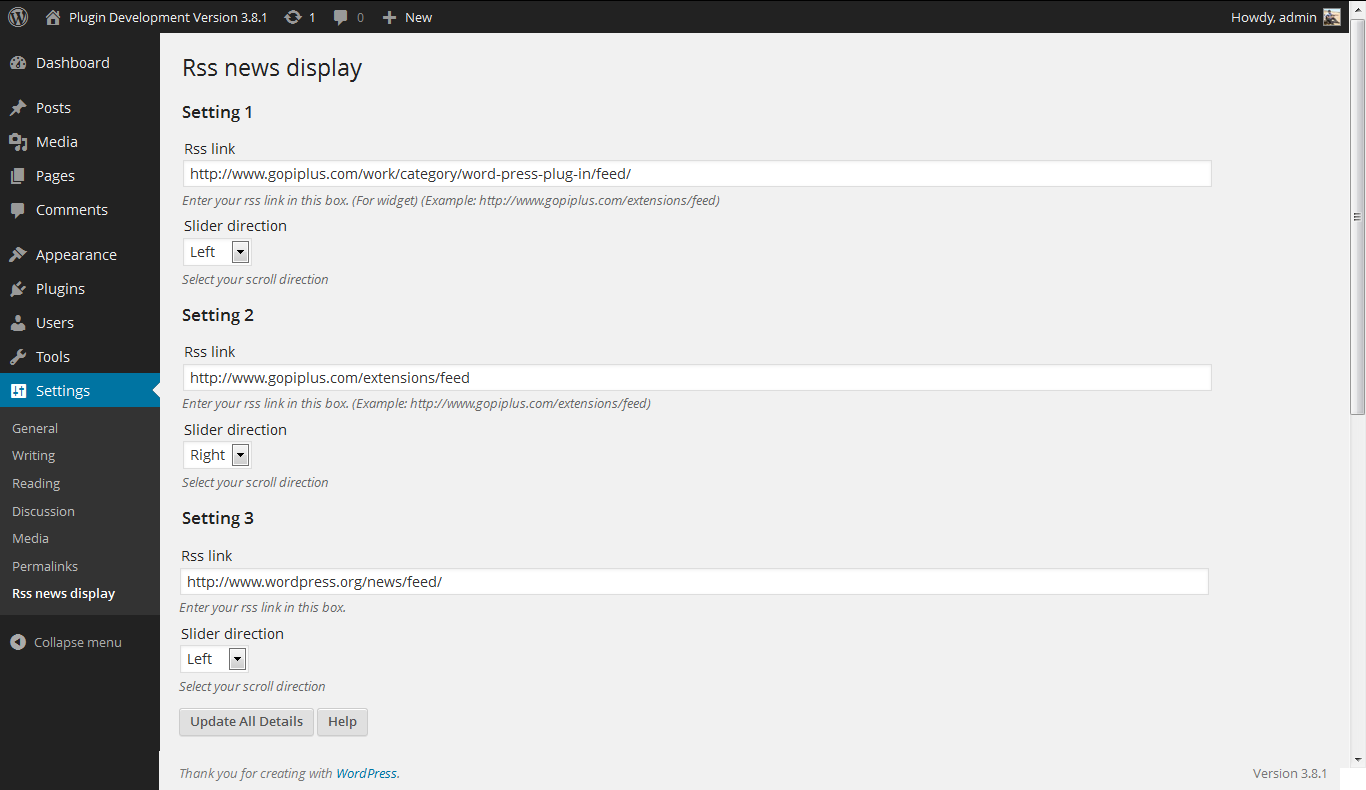 Plugin Development Version 3.8.1 1 0 New Howdy, admin
Dashboard
Posts
Media
Pages
Comments
Appearance
Plugins
Users
Tools
Settings
General
Writing
Reading
Discussion
Media
Permalinks
Rss news display
Collapse menu
Rss news display
Setting 1
Rss link
http://www.gopiplus.com/work/category/word-press-plug-in/feed/
Enter your rss link in this box. (For widget) (Example: http://www.gopiplus.com/extensions/feed)
Slider direction
Left
Select your scroll direction
Setting 2
Rss link
http://www.gopiplus.com/extensions/feed
Enter your rss link in this box. (Example: http://www.gopiplus.com/extensions/feed)
Slider direction
Right
Select your scroll direction
Setting 3
Rss link
http://www.wordpress.org/news/feed/
Enter your rss link in this box.
Slider direction
Left
Select your scroll direction
Update All Details Help
Thank you for creating with WordPress. Version 3.8.1